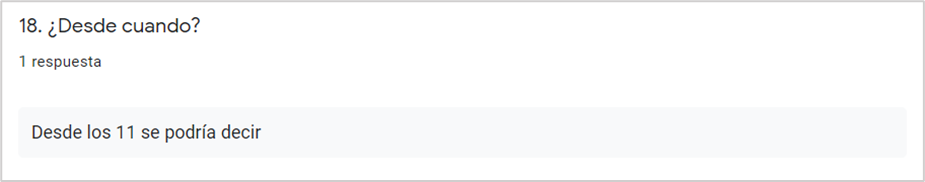 18. ¿Desde cuando?
1 respuesta
Desde los 11 se podría decir